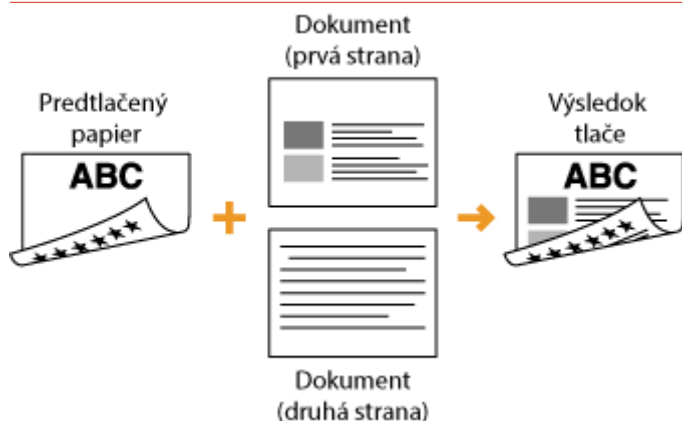 Dokument
(prvá strana)
Predtlačený
papier
ABC
Výsledok
tlače
ABC
Dokument
(druhá strana)